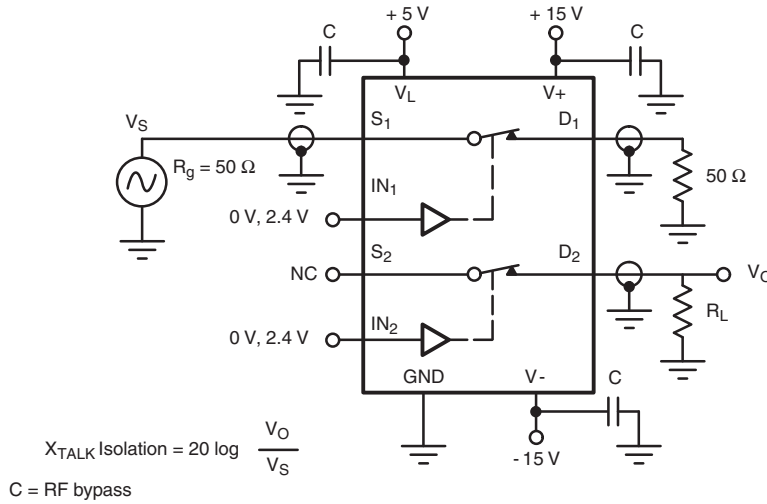 + 5 V
+ 15 V
C
C
V_L
V+
V_S
S_1
D_1
R_g = 50 Ω
50 Ω
IN_1
0 V, 2.4 V
S_2
D_2
NC
V_O
R_L
IN_2
0 V, 2.4 V
GND
V-
C
X_TALK Isolation = 20 log V_O / V_S
- 15 V
C = RF bypass